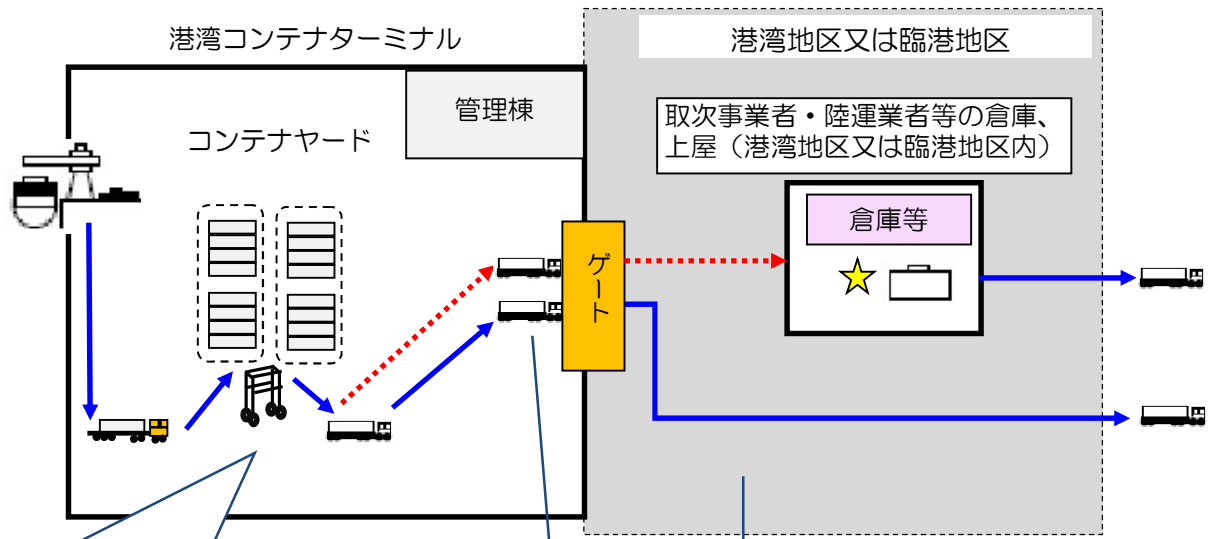 港湾コンテナターミナル
港湾地区又は臨港地区
管理棟
コンテナヤード
取次事業者・陸運業者等の倉庫、
上屋（港湾地区又は臨港地区内）
倉庫等
ゲート